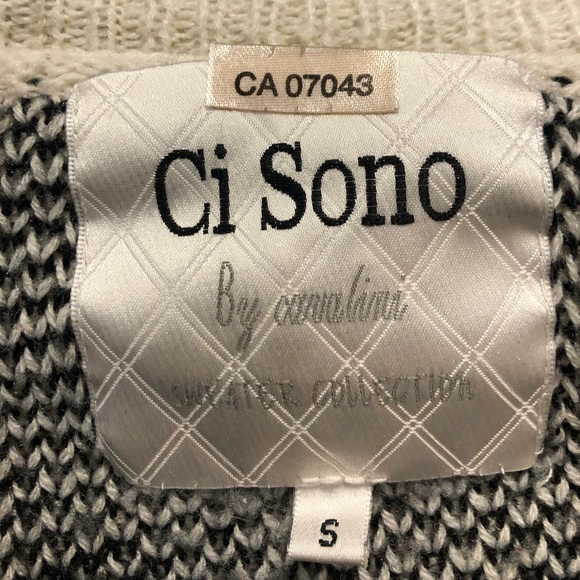 CA 07043
Ci Sono
By cavalini
SWEATER COLLECTION
S